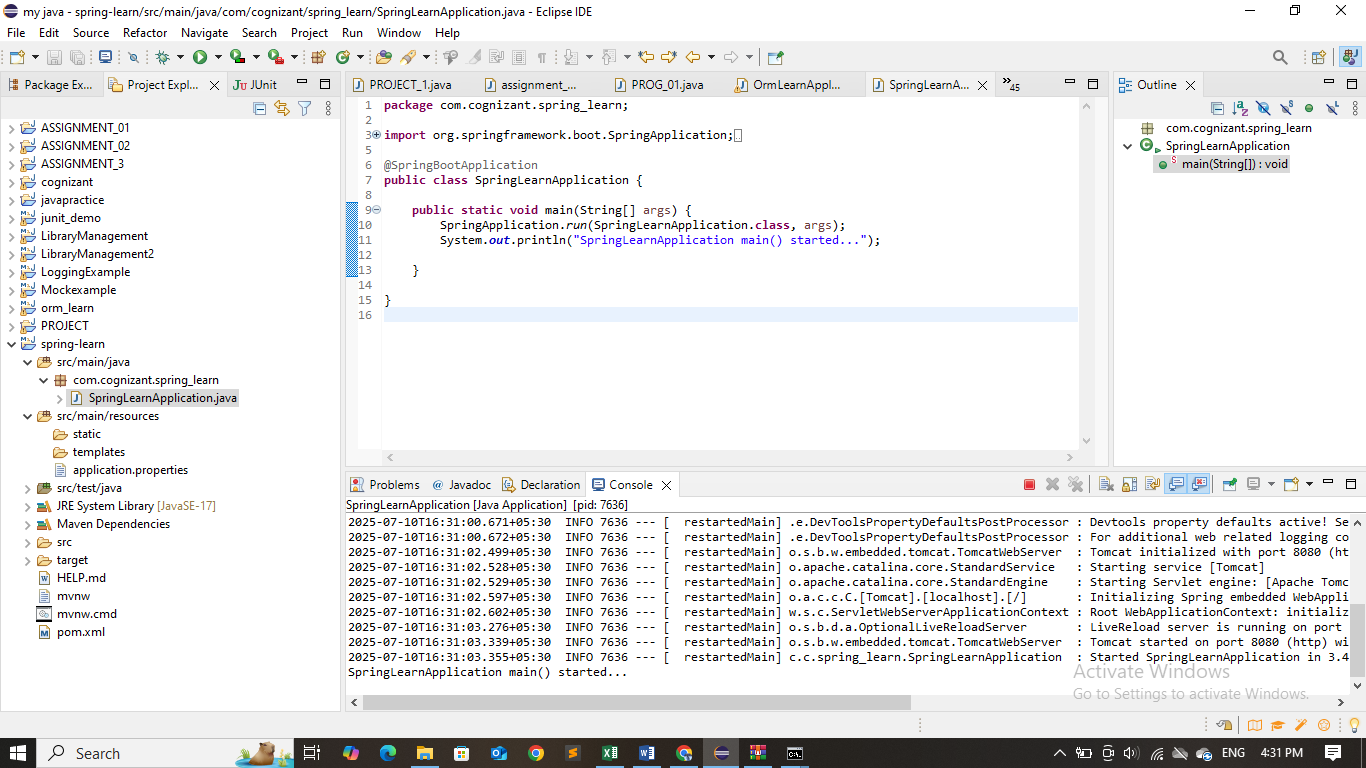 my java - spring-learn/src/main/java/com/cognizant/spring_learn/SpringLearnApplication.java - Eclipse IDE
File Edit Source Refactor Navigate Search Project Run Window Help
Package Ex... Project Expl... JUnit
PROJECT_1.java assignment_... PROG_01.java OrmLearnAppl... SpringLearnA... 45
Outline
ASSIGNMENT_01
ASSIGNMENT_02
ASSIGNMENT_3
cognizant
javapractice
junit_demo
LibraryManagement
LibraryManagement2
LoggingExample
Mockexample
orm_learn
PROJECT
spring-learn
src/main/java
com.cognizant.spring_learn
SpringLearnApplication.java
src/main/resources
static
templates
application.properties
src/test/java
JRE System Library [JavaSE-17]
Maven Dependencies
src
target
HELP.md
mvnw
mvnw.cmd
pom.xml
1 package com.cognizant.spring_learn;
2
3 import org.springframework.boot.SpringApplication;
5
6 @SpringBootApplication
7 public class SpringLearnApplication {
8
9 public static void main(String[] args) {
10 SpringApplication.run(SpringLearnApplication.class, args);
11 System.out.println("SpringLearnApplication main() started...");
12
13 }
14
15 }
16
com.cognizant.spring_learn
SpringLearnApplication
main(String[]) : void
Problems @ Javadoc Declaration Console
SpringLearnApplication [Java Application] [pid: 7636]
2025-07-10T16:31:00.671+05:30 INFO 7636 --- [ restartedMain] .e.DevToolsPropertyDefaultsPostProcessor : Devtools property defaults active! Se
2025-07-10T16:31:00.672+05:30 INFO 7636 --- [ restartedMain] .e.DevToolsPropertyDefaultsPostProcessor : For additional web related logging co
2025-07-10T16:31:02.499+05:30 INFO 7636 --- [ restartedMain] o.s.b.w.embedded.tomcat.TomcatWebServer : Tomcat initialized with port 8080 (ht
2025-07-10T16:31:02.528+05:30 INFO 7636 --- [ restartedMain] o.apache.catalina.core.StandardService : Starting service [Tomcat]
2025-07-10T16:31:02.529+05:30 INFO 7636 --- [ restartedMain] o.apache.catalina.core.StandardEngine : Starting Servlet engine: [Apache Tomc
2025-07-10T16:31:02.597+05:30 INFO 7636 --- [ restartedMain] o.a.c.c.C.[Tomcat].[localhost].[/] : Initializing Spring embedded WebAppli
2025-07-10T16:31:02.602+05:30 INFO 7636 --- [ restartedMain] w.s.c.ServletWebServerApplicationContext : Root WebApplicationContext: initializ
2025-07-10T16:31:03.276+05:30 INFO 7636 --- [ restartedMain] o.s.b.d.a.OptionalLiveReloadServer : LiveReload server is running on port
2025-07-10T16:31:03.339+05:30 INFO 7636 --- [ restartedMain] o.s.b.w.embedded.tomcat.TomcatWebServer : Tomcat started on port 8080 (http) wi
2025-07-10T16:31:03.355+05:30 INFO 7636 --- [ restartedMain] c.c.spring_learn.SpringLearnApplication : Started SpringLearnApplication in 3.4
SpringLearnApplication main() started...
Activate Windows
Go to Settings to activate Windows.
Search
ENG 4:31 PM